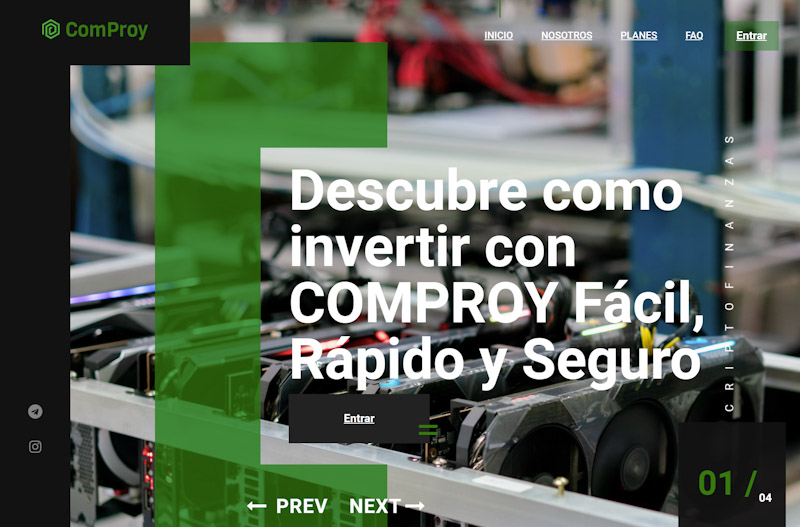 ComProy
INICIO NOSOTROS PLANES FAQ Entrar
Descubre como
invertir con
COMPROY Fácil,
Rápido y Seguro
Entrar
CRIPTOFINANZAS
01 / 04
PREV NEXT